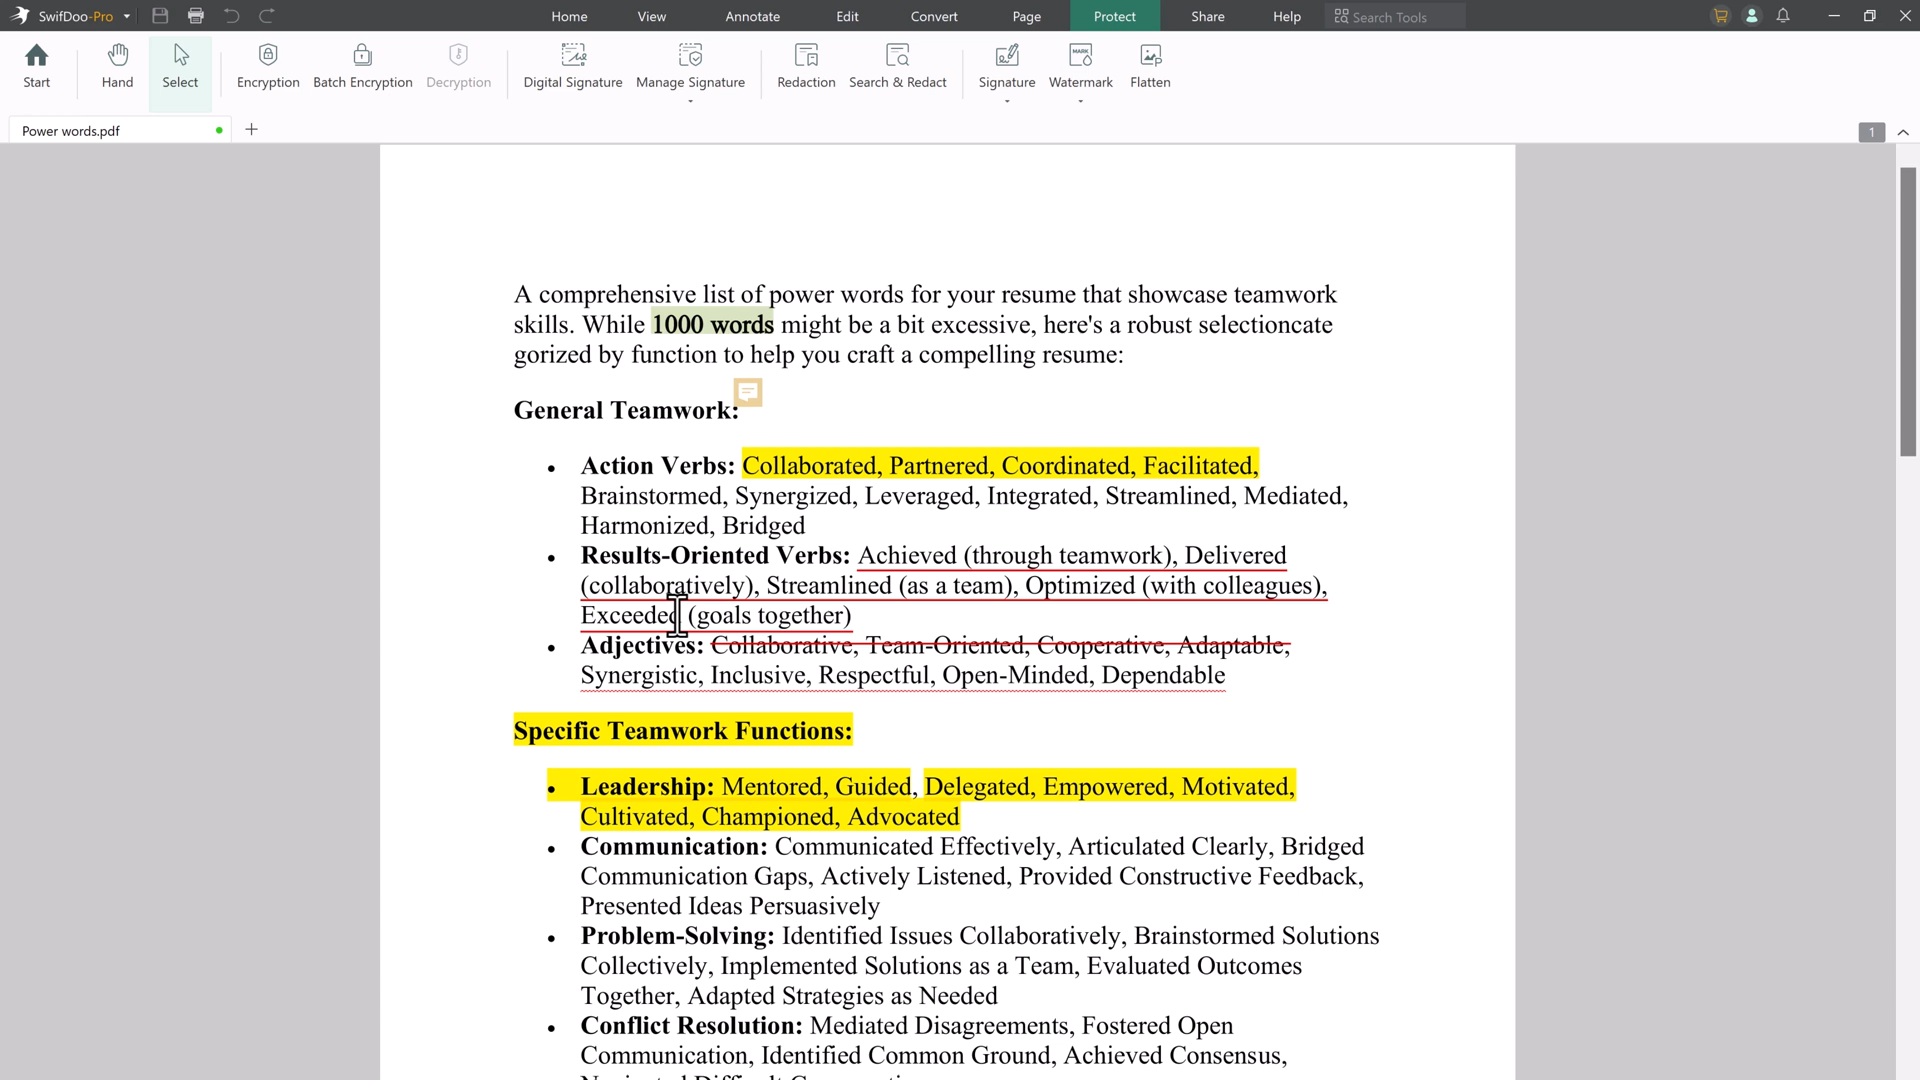 SwifDoo-Pro
Home View Annotate Edit Convert Page Protect Share Help Search Tools
Start Hand Select Encryption Batch Encryption Decryption Digital Signature Manage Signature Redaction Search & Redact Signature Watermark Flatten
MARK
Power words.pdf
1
A comprehensive list of power words for your resume that showcase teamwork
skills. While 1000 words might be a bit excessive, here's a robust selectioncate
gorized by function to help you craft a compelling resume:
General Teamwork:
• Action Verbs: Collaborated, Partnered, Coordinated, Facilitated,
Brainstormed, Synergized, Leveraged, Integrated, Streamlined, Mediated,
Harmonized, Bridged
• Results-Oriented Verbs: Achieved (through teamwork), Delivered
(collaboratively), Streamlined (as a team), Optimized (with colleagues),
Exceeded (goals together)
• Adjectives: Collaborative, Team-Oriented, Cooperative, Adaptable,
Synergistic, Inclusive, Respectful, Open-Minded, Dependable
Specific Teamwork Functions:
• Leadership: Mentored, Guided, Delegated, Empowered, Motivated,
Cultivated, Championed, Advocated
• Communication: Communicated Effectively, Articulated Clearly, Bridged
Communication Gaps, Actively Listened, Provided Constructive Feedback,
Presented Ideas Persuasively
• Problem-Solving: Identified Issues Collaboratively, Brainstormed Solutions
Collectively, Implemented Solutions as a Team, Evaluated Outcomes
Together, Adapted Strategies as Needed
• Conflict Resolution: Mediated Disagreements, Fostered Open
Communication, Identified Common Ground, Achieved Consensus,